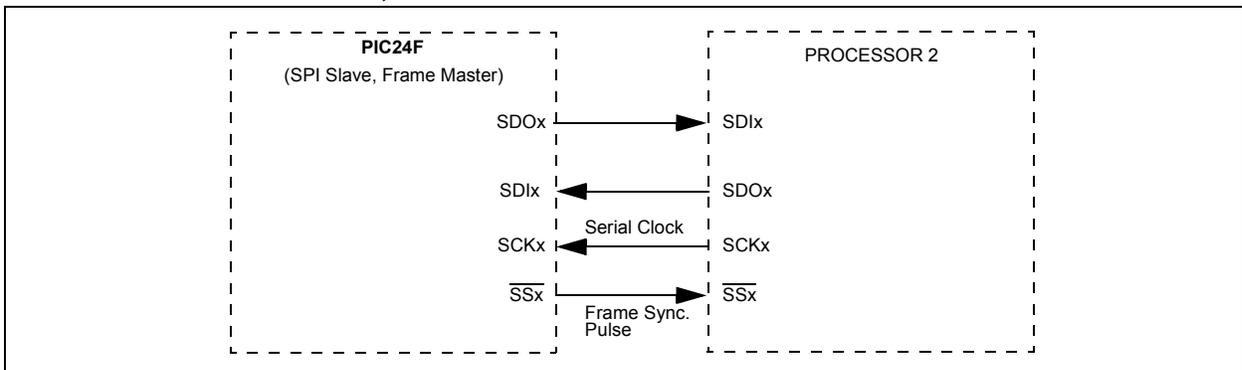 PIC24F
(SPI Slave, Frame Master)
PROCESSOR 2
SDOx
SDIx
SDIx
SDOx
Serial Clock
SCKx
SCKx
SSx
SSx
Frame Sync.
Pulse